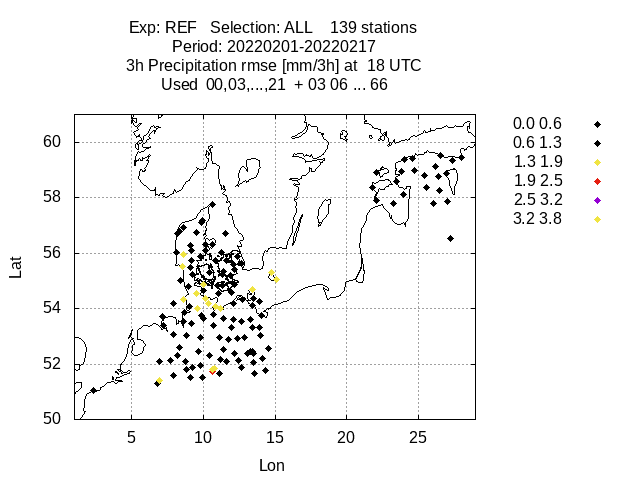 Exp: REF   Selection: ALL    139 stations
Period: 20220201-20220217
3h Precipitation rmse [mm/3h] at  18 UTC
Used  00,03,...,21  + 03 06 ... 66
0.0 0.6
0.6 1.3
1.3 1.9
1.9 2.5
2.5 3.2
3.2 3.8
60
58
56
54
52
50
Lat
5 10 15 20 25
Lon